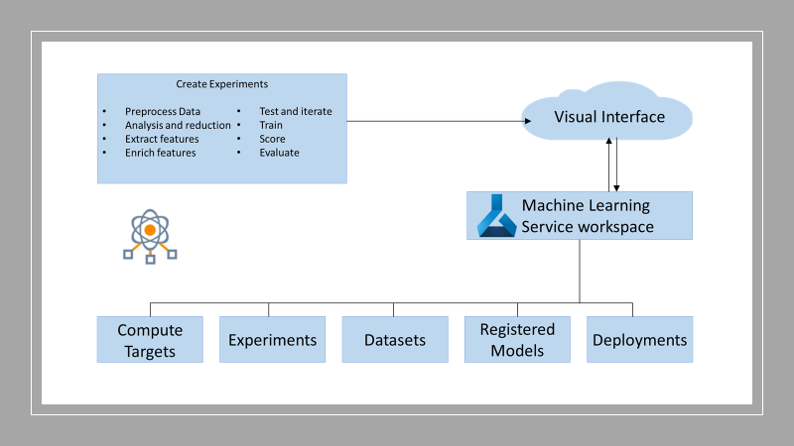 Create Experiments
• Preprocess Data
• Analysis and reduction
• Extract features
• Enrich features
• Test and iterate
• Train
• Score
• Evaluate
Visual Interface
Machine Learning
Service workspace
Compute
Targets
Experiments
Datasets
Registered
Models
Deployments